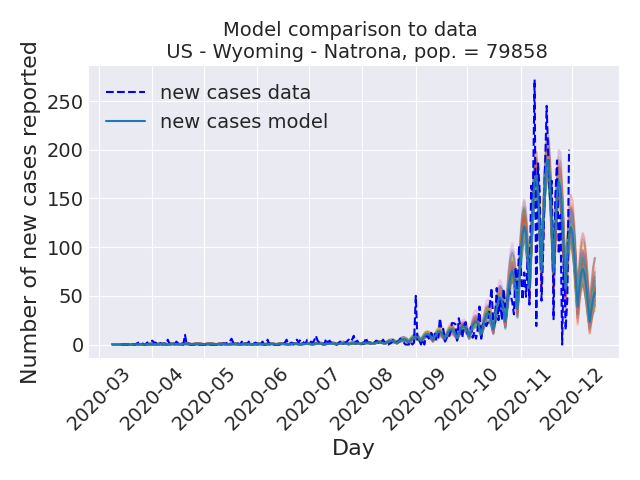 Model comparison to data
US - Wyoming - Natrona, pop. = 79858
Number of new cases reported
new cases data
new cases model
250
200
150
100
50
0
2020-03
2020-04
2020-05
2020-06
2020-07
2020-08
2020-09
2020-10
2020-11
2020-12
Day